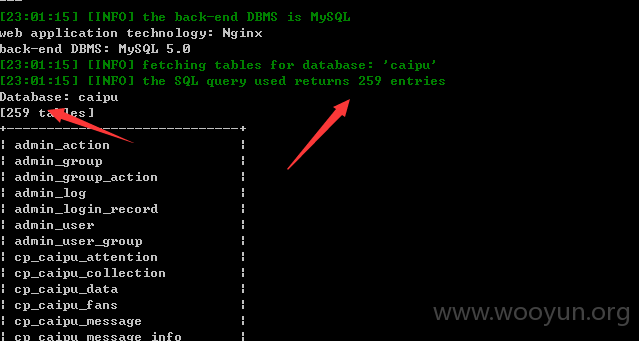 [23:01:15] [INFO] the back-end DBMS is MySQL
web application technology: Nginx
back-end DBMS: MySQL 5.0
[23:01:15] [INFO] fetching tables for database: 'caipu'
[23:01:15] [INFO] the SQL query used returns 259 entries
Database: caipu
[259 tables]
+-----------------------------+
¦ admin_action ¦
¦ admin_group ¦
¦ admin_group_action ¦
¦ admin_log ¦
¦ admin_login_record ¦
¦ admin_user ¦
¦ admin_user_group ¦
¦ cp_caipu_attention ¦
¦ cp_caipu_collection ¦
¦ cp_caipu_data ¦
¦ cp_caipu_fans ¦
¦ cp_caipu_message ¦
¦ cp_caipu_message_info ¦
www.wooyun.org